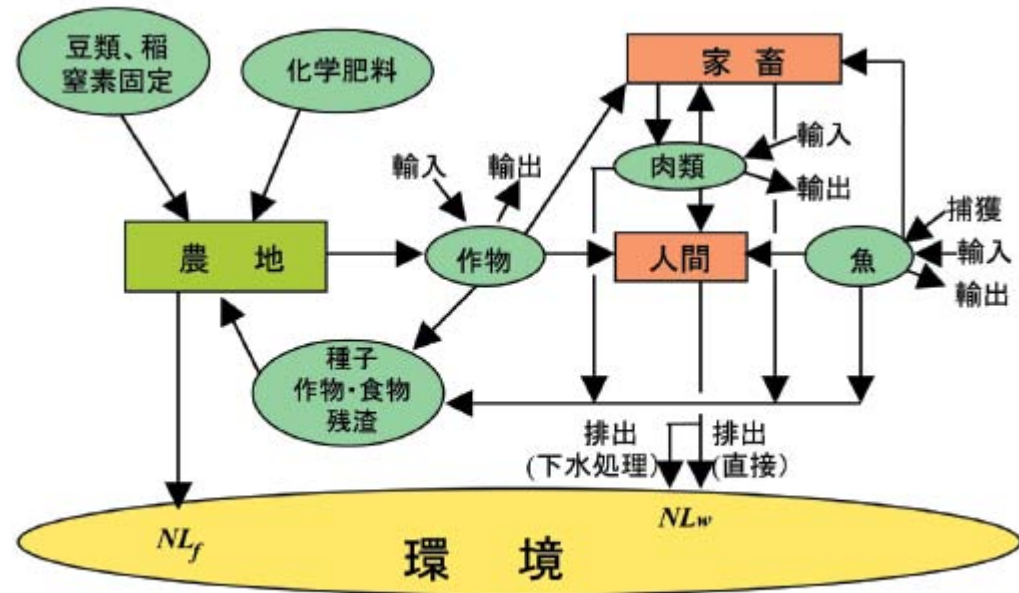 豆類、稲
窒素固定
化学肥料
家 畜
輸入
輸出
輸入
肉類
輸出
捕獲
農 地
作物
人間
魚
輸入
輸出
種子
作物・食物
残渣
排出
(下水処理)
排出
(直接)
NLf
NLw
環 境